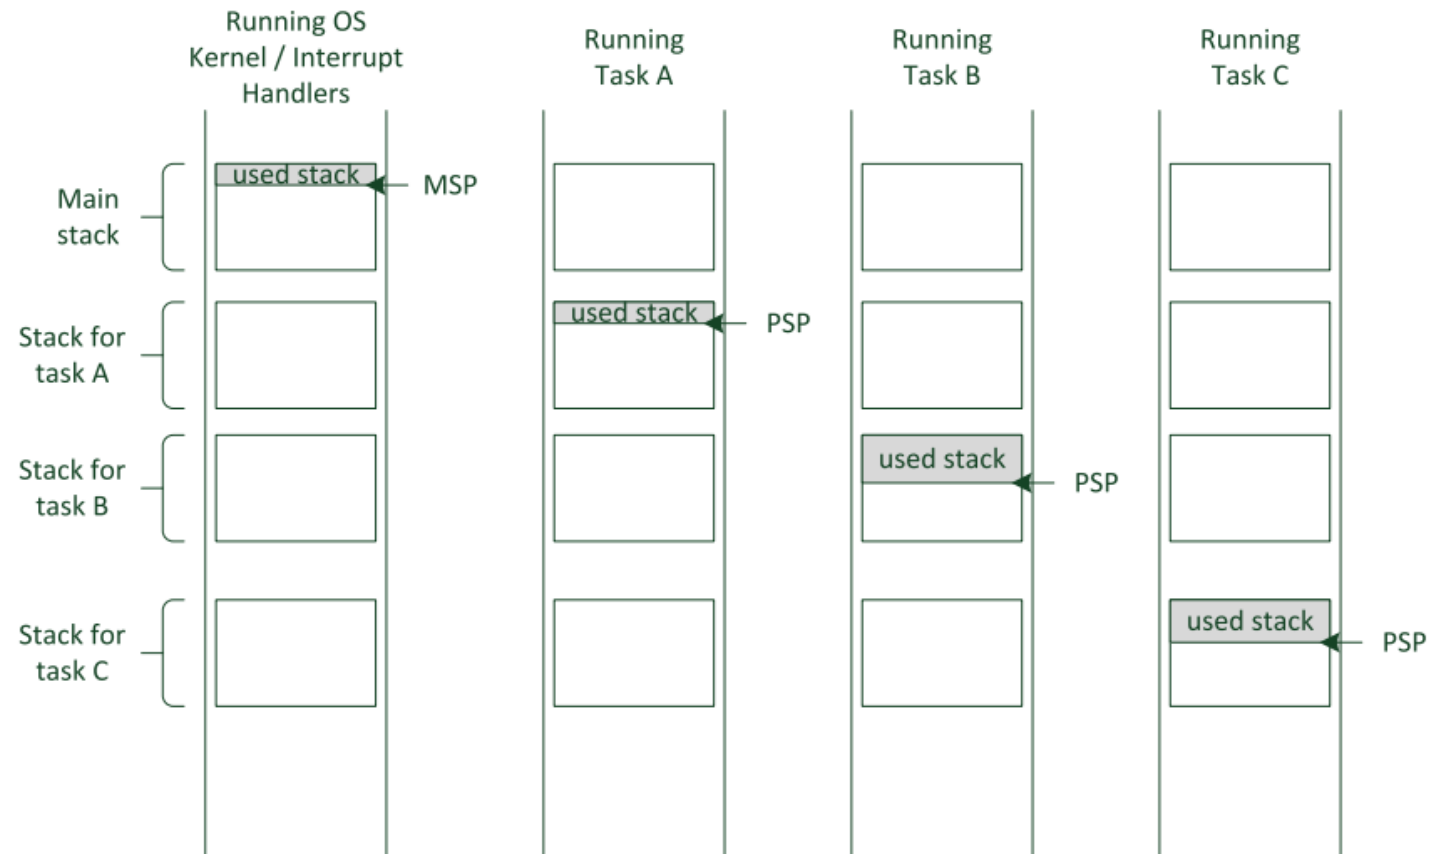 Running OS
Kernel / Interrupt
Handlers
Running
Task A
Running
Task B
Running
Task C
Main
stack
used stack
MSP
Stack for
task A
used stack
PSP
Stack for
task B
used stack
PSP
Stack for
task C
used stack
PSP